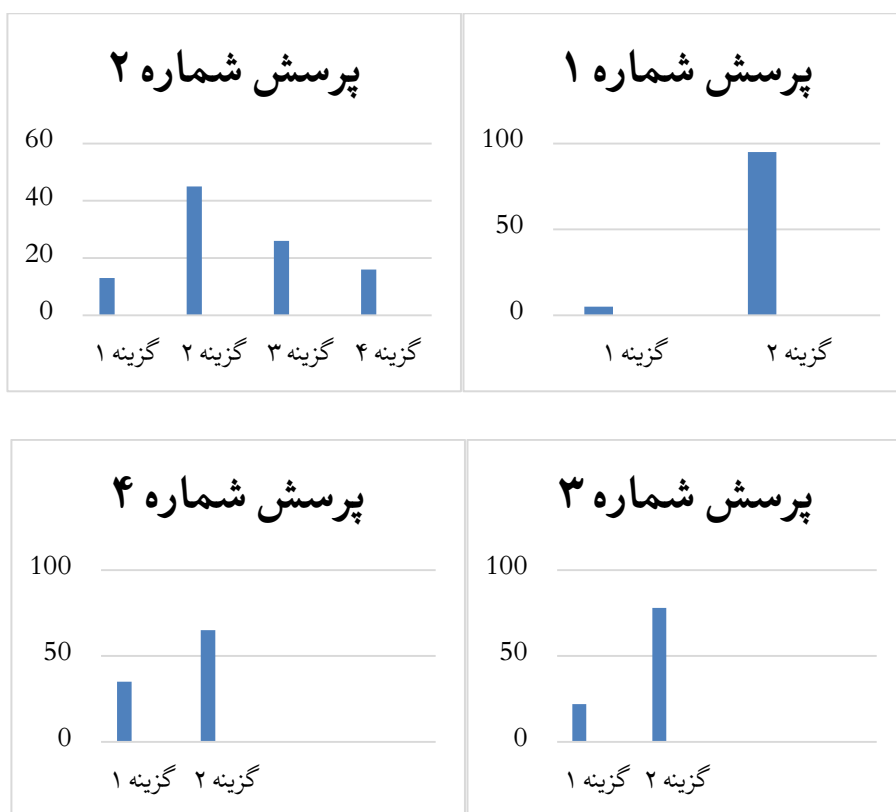 پرسش شماره ۱
100
50
0
گزینه ۱ گزینه ۲
پرسش شماره ۲
60
40
20
0
گزینه ۱ گزینه ۲ گزینه ۳ گزینه ۴
پرسش شماره ۳
100
50
0
گزینه ۱ گزینه ۲
پرسش شماره ۴
100
50
0
گزینه ۱ گزینه ۲